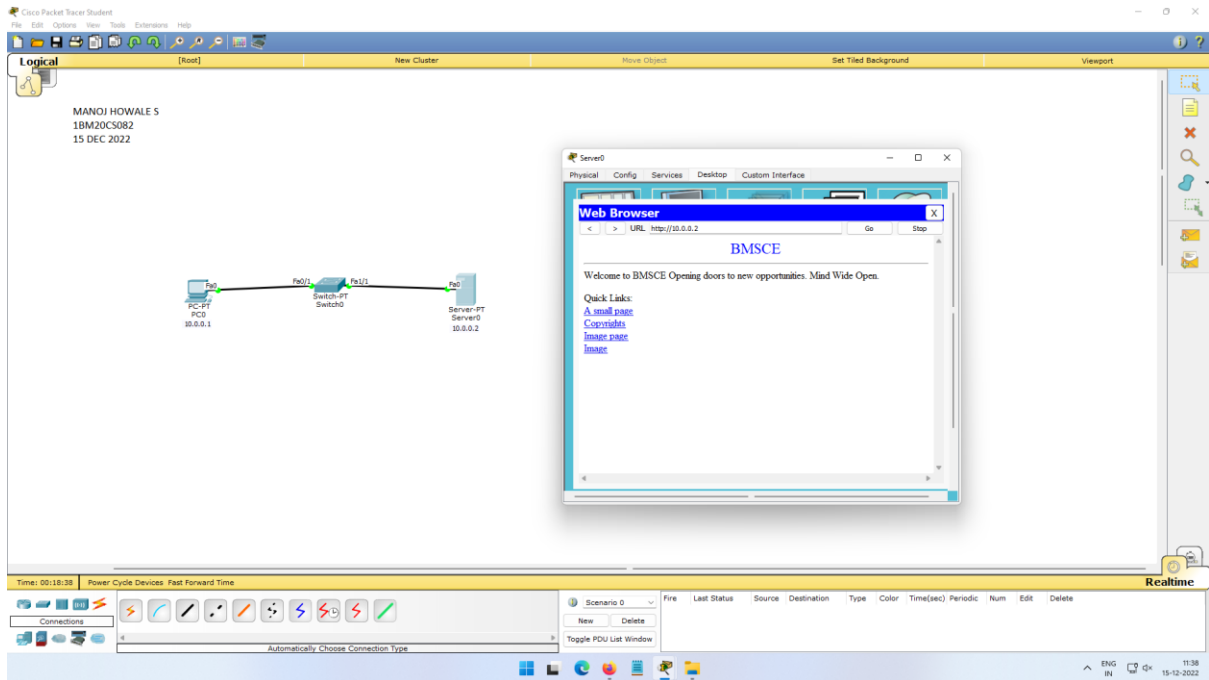 Cisco Packet Tracer Student
File Edit Options View Tools Extensions Help
Logical [Root] New Cluster Move Object Set Tiled Background Viewport
MANOJ HOWALE S
1BM20CS082
15 DEC 2022
Server0
Physical Config Services Desktop Custom Interface
Web Browser X
< > URL http://10.0.0.2 Go Stop
BMSCE
Welcome to BMSCE Opening doors to new opportunities. Mind Wide Open.
Quick Links:
A small page
Copyrights
Image page
Image
Fa0 Fa0/1 Fa1/1 Fa0
PC-PT
PC0
10.0.0.1
Switch-PT
Switch0
Server-PT
Server0
10.0.0.2
Time: 00:18:38 Power Cycle Devices Fast Forward Time Realtime
Connections
Automatically Choose Connection Type
Scenario 0
New Delete
Toggle PDU List Window
Fire Last Status Source Destination Type Color Time(sec) Periodic Num Edit Delete
ENG
IN
11:38
15-12-2022